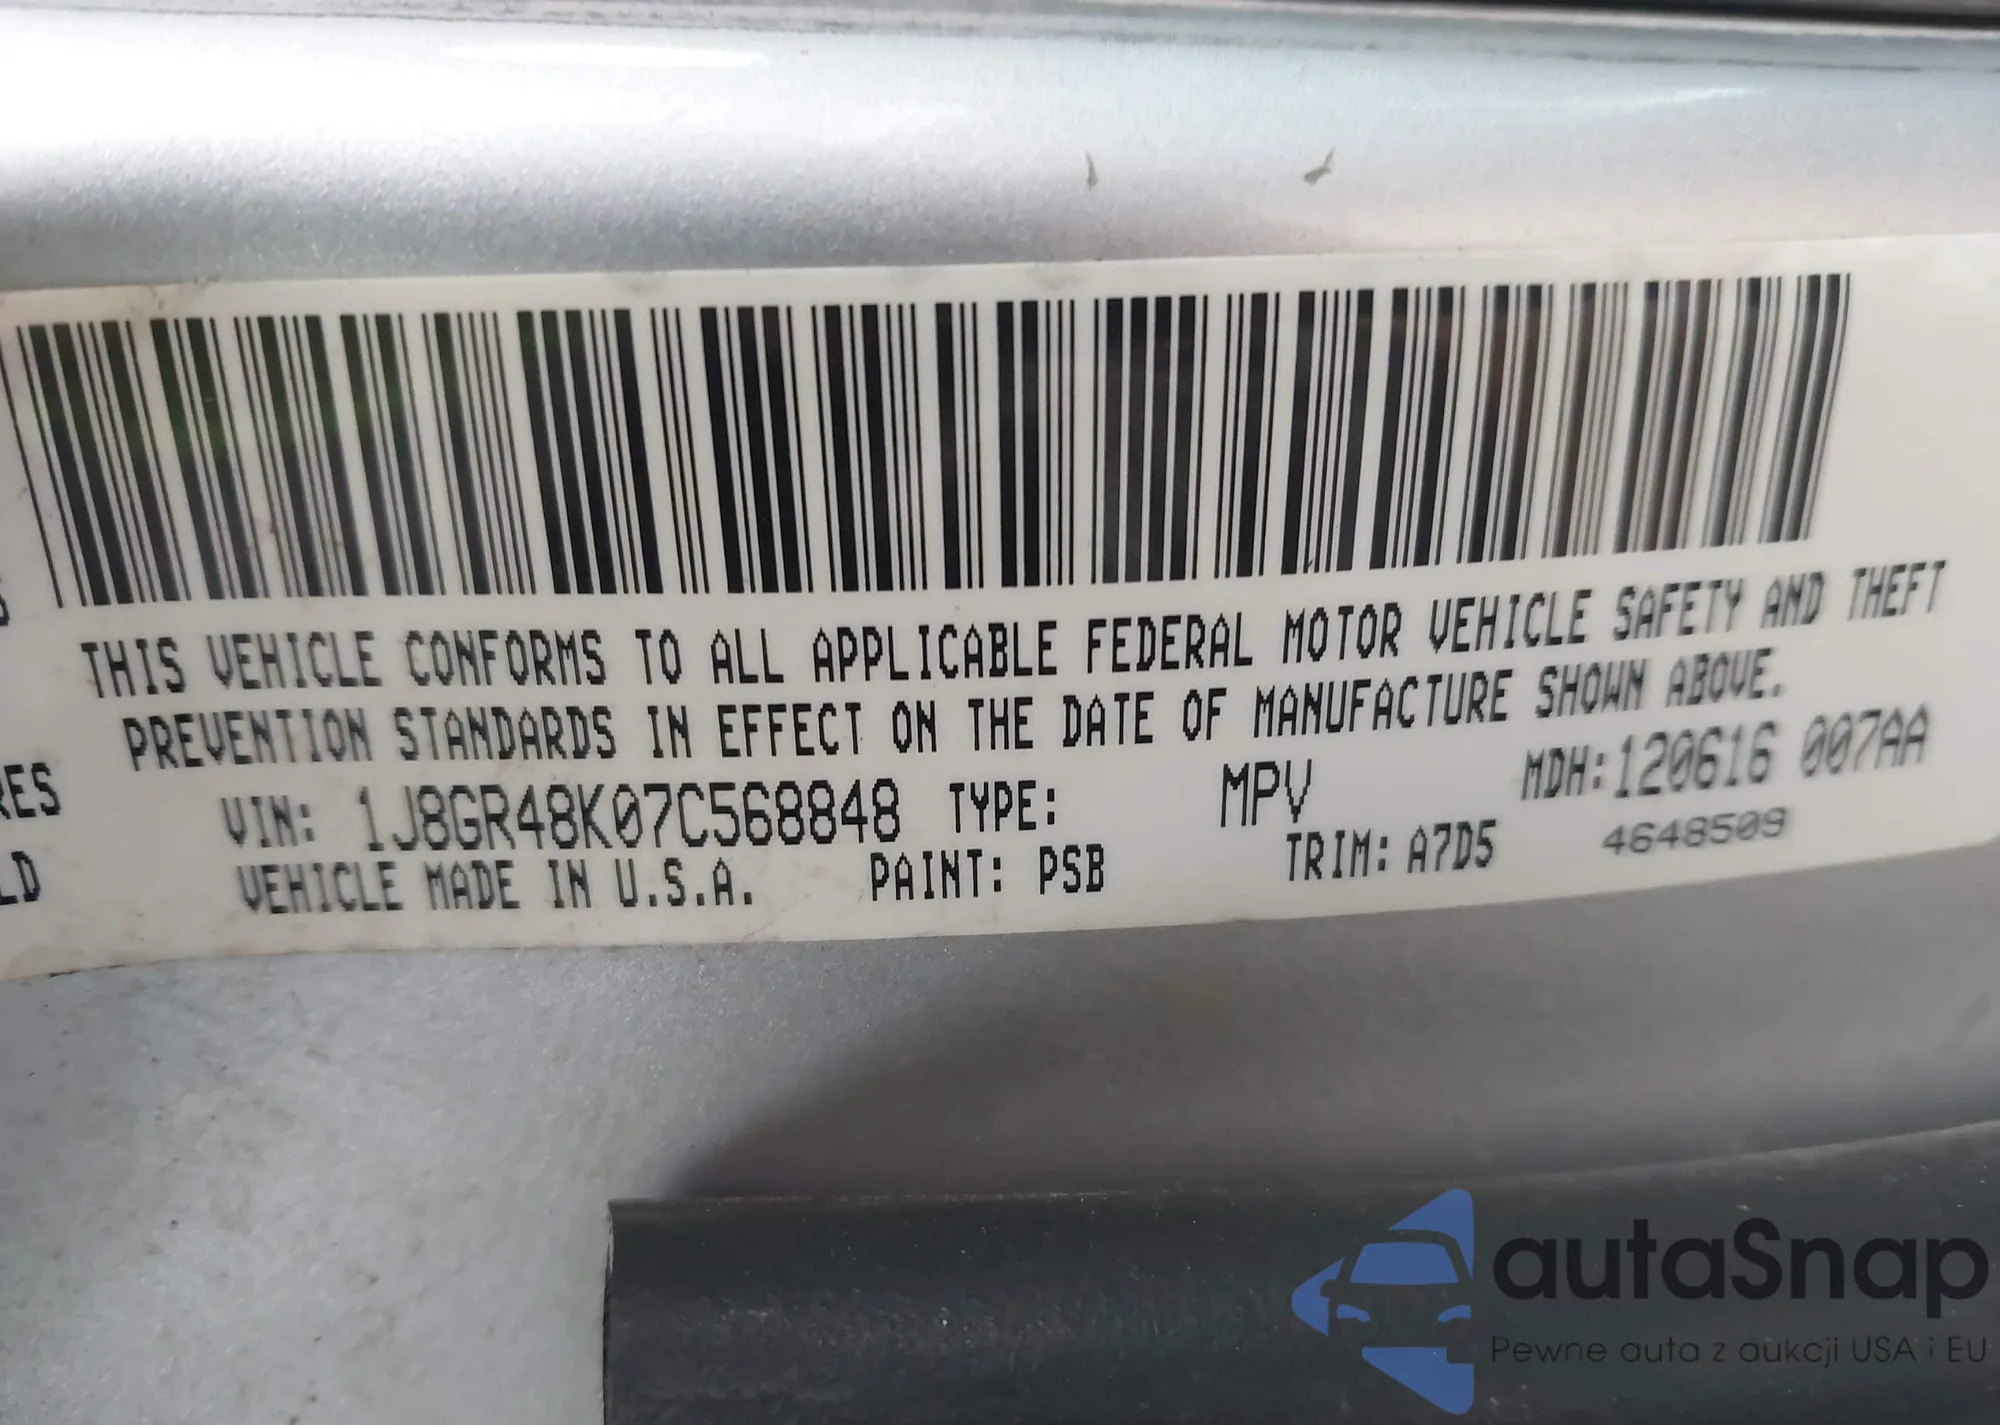 THIS VEHICLE CONFORMS TO ALL APPLICABLE FEDERAL MOTOR VEHICLE SAFETY AND THEFT
PREVENTION STANDARDS IN EFFECT ON THE DATE OF MANUFACTURE SHOWN ABOVE.
RES
VIN: 1J8GR48K07C568848 TYPE: MPV MDH:120616 007AA
LD
VEHICLE MADE IN U.S.A. PAINT: PSB TRIM: A7D5 4648509
autaSnap
Pewne auta z aukcji USA i EU